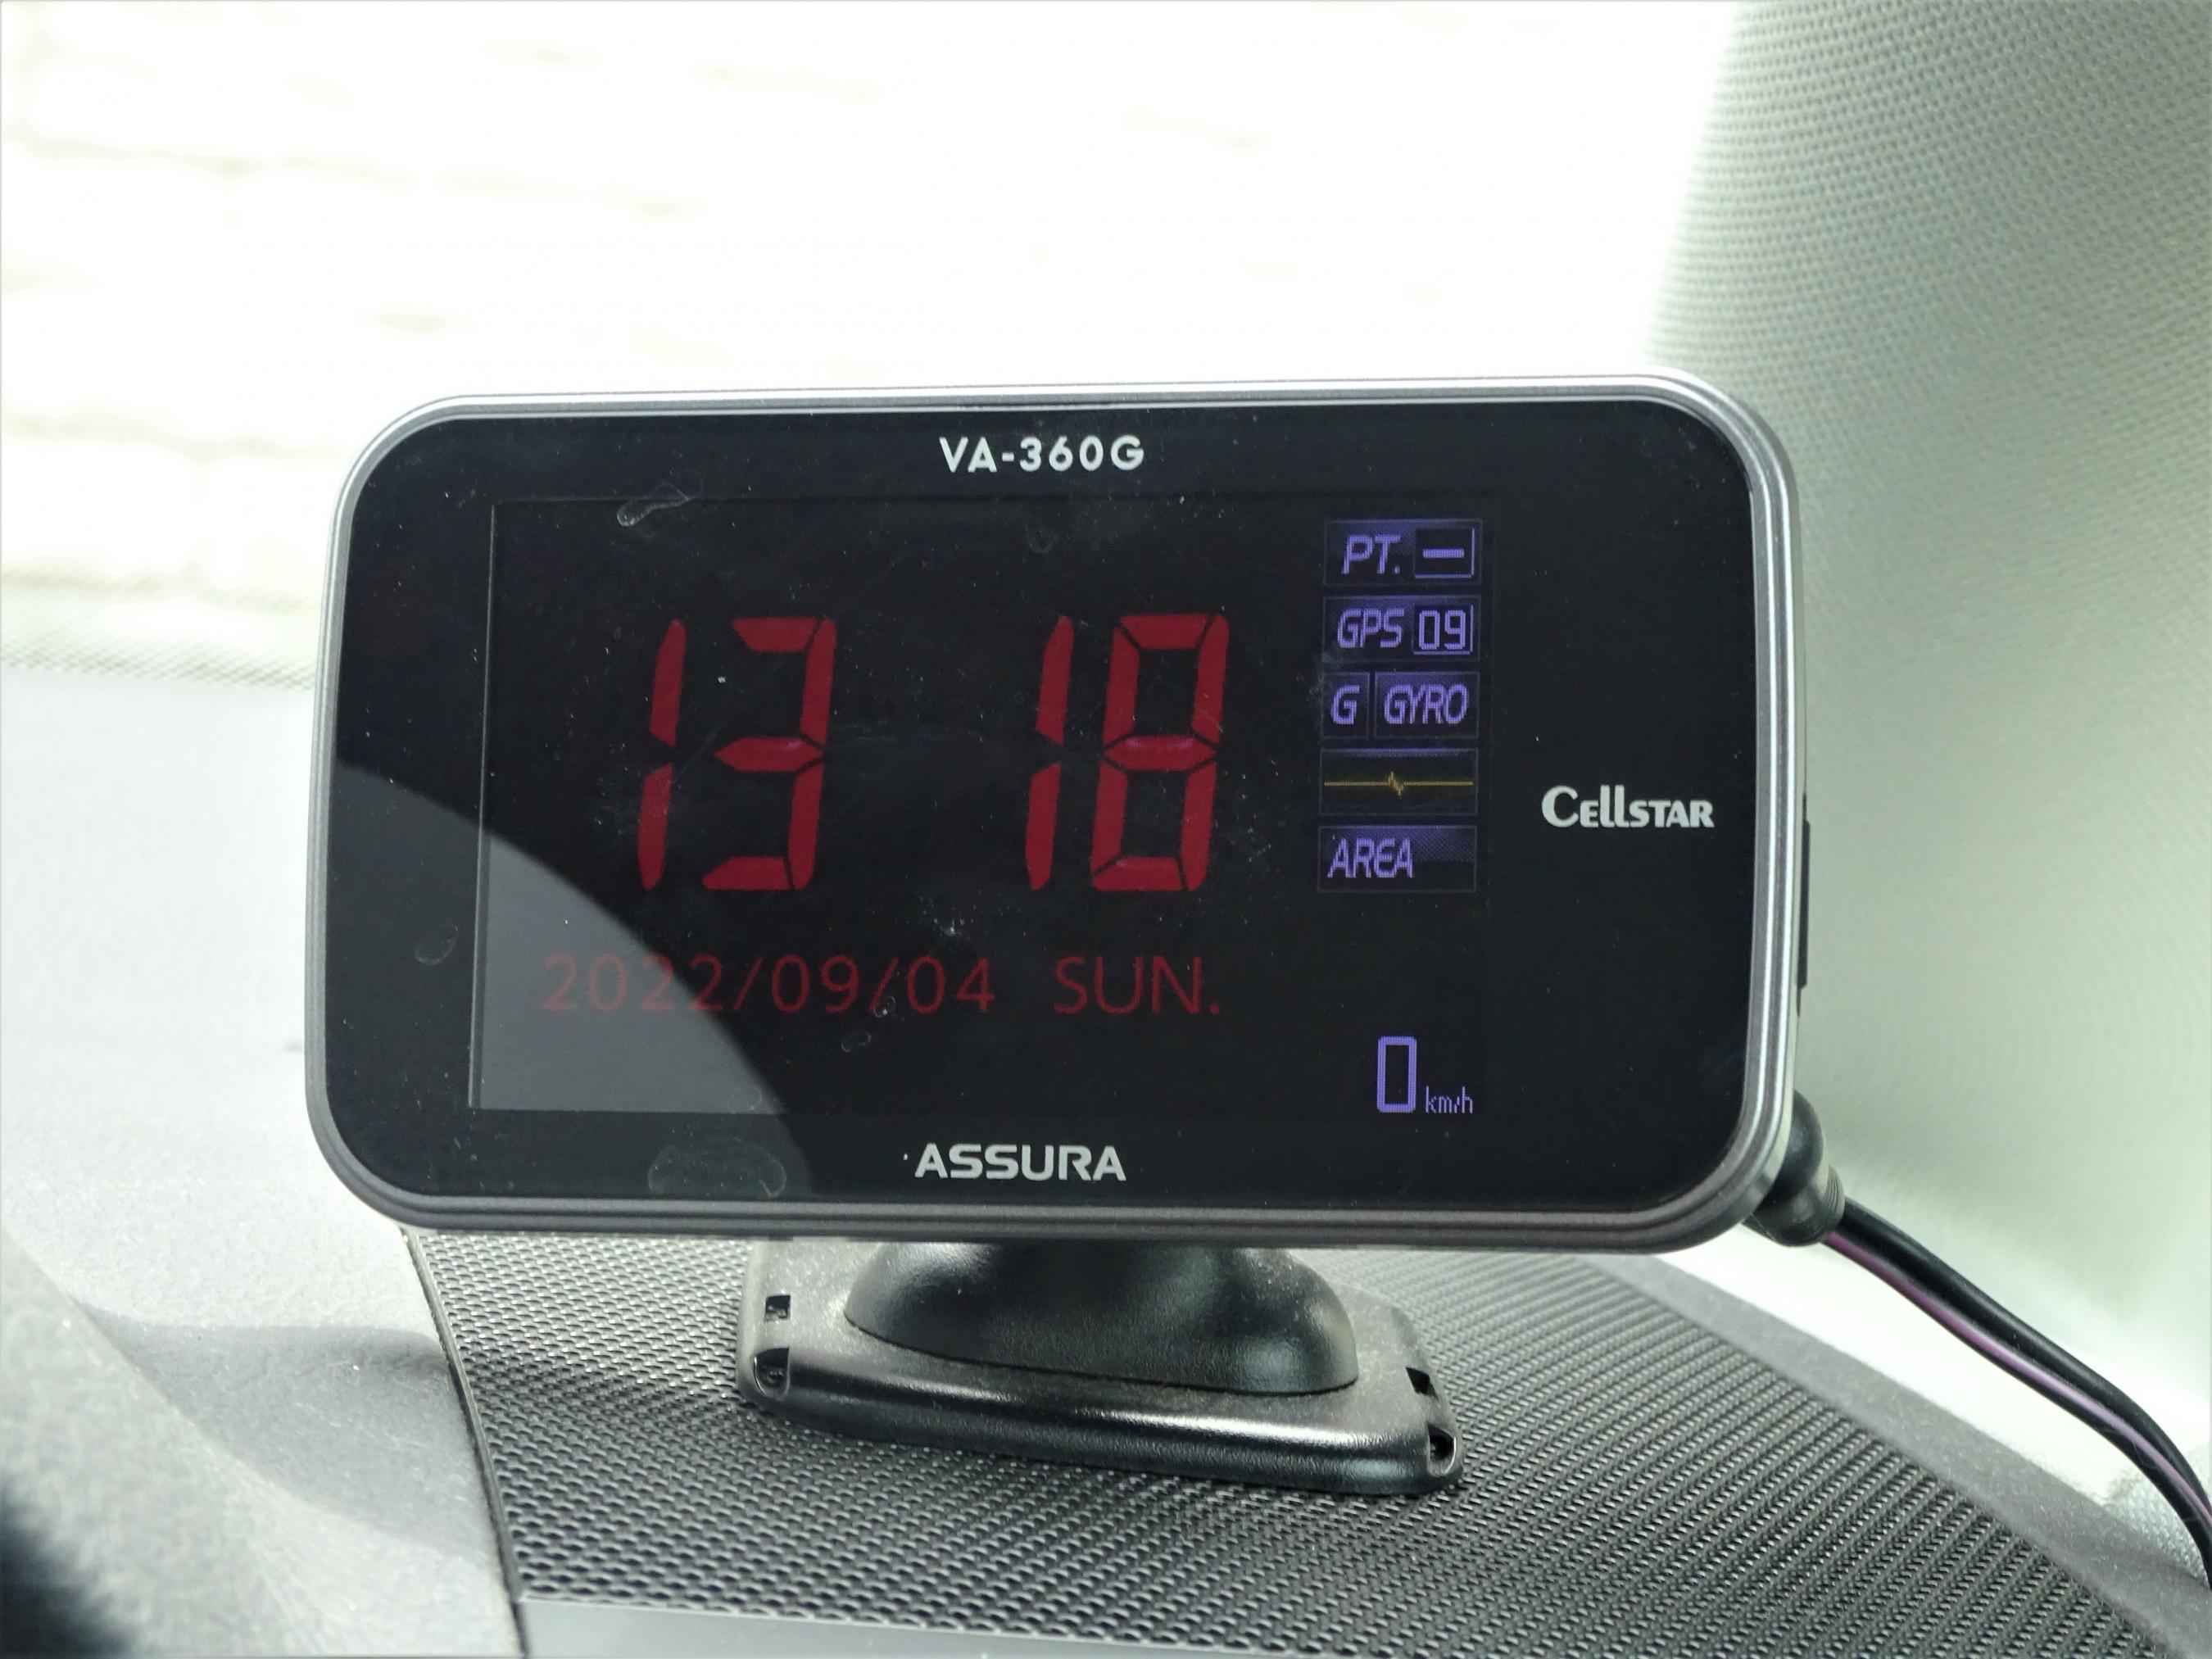 VA-360G
PT. —
GPS 09
13 18
G GYRO
CELLSTAR
AREA
2022/09/04 SUN.
0 km/h
ASSURA